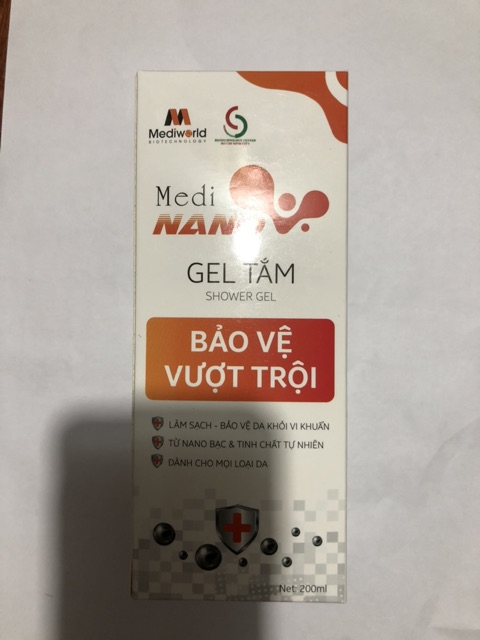 Mediworld
BIOTECHNOLOGY
Medi
NANO
GEL TẮM
SHOWER GEL
BẢO VỆ
VƯỢT TRỘI
LÀM SẠCH - BẢO VỆ DA KHỎI VI KHUẨN
TỪ NANO BẠC & TINH CHẤT TỰ NHIÊN
DÀNH CHO MỌI LOẠI DA
Net: 200ml